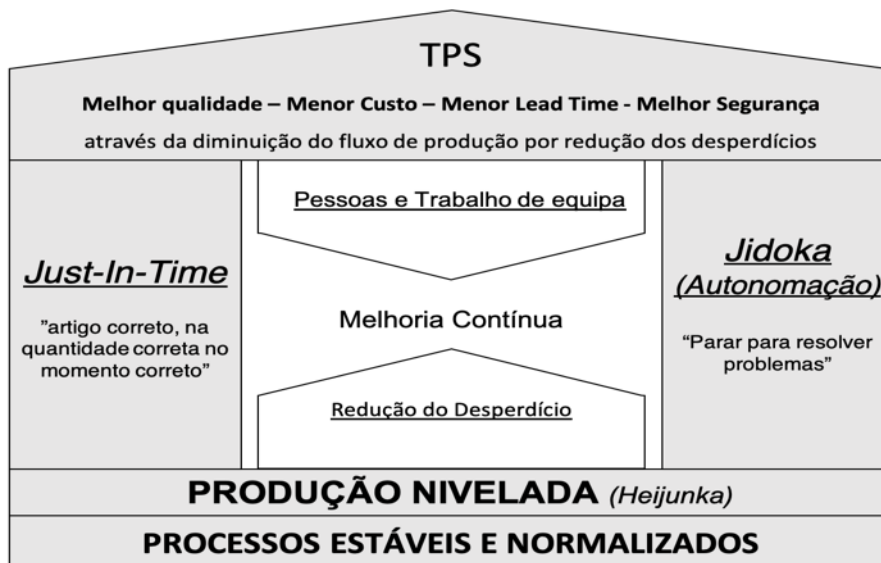 TPS
Melhor qualidade – Menor Custo – Menor Lead Time - Melhor Segurança
através da diminuição do fluxo de produção por redução dos desperdícios
Just-In-Time
"artigo correto, na
quantidade correta no
momento correto"
Pessoas e Trabalho de equipa
Melhoria Contínua
Redução do Desperdício
Jidoka
(Autonomação)
“Parar para resolver
problemas”
PRODUÇÃO NIVELADA (Heijunka)
PROCESSOS ESTÁVEIS E NORMALIZADOS